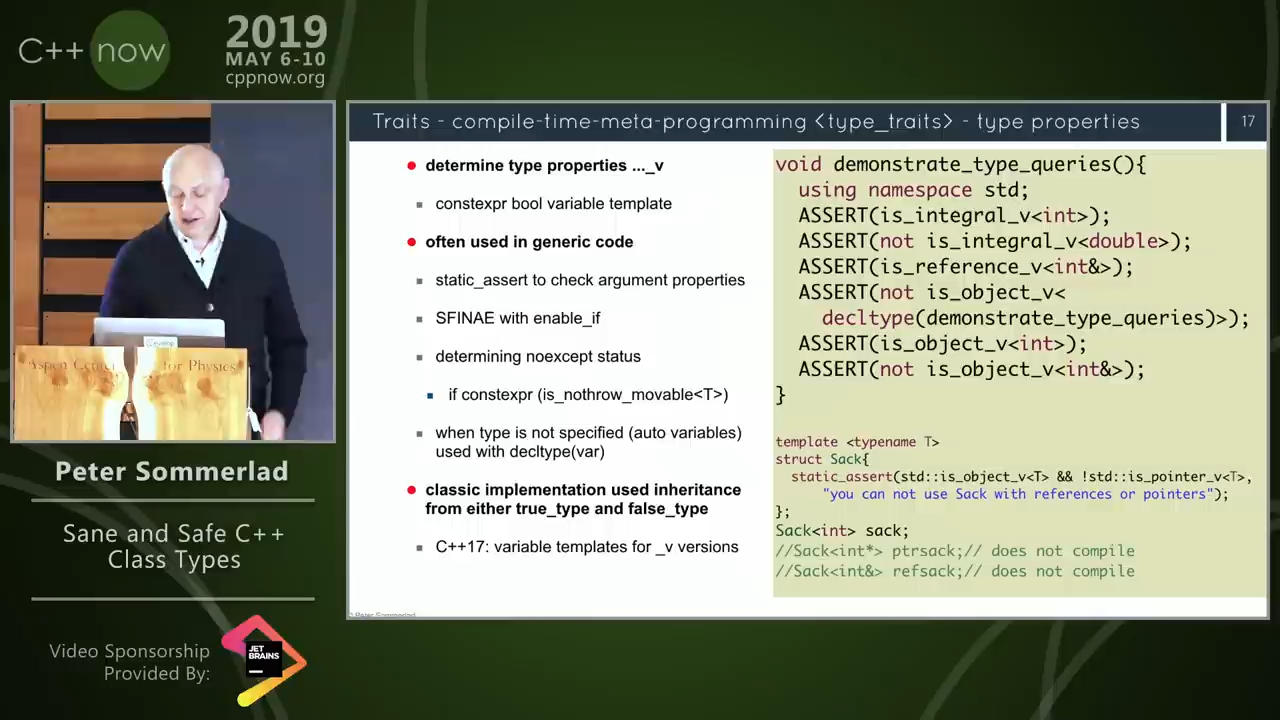 C++ now
2019
MAY 6-10
cppnow.org
Aspen Center for Physics
Peter Sommerlad
Sane and Safe C++
Class Types
Video Sponsorship
Provided By:
JET
BRAINS
Traits - compile-time-meta-programming <type_traits> - type properties
17
determine type properties ..._v
constexpr bool variable template
often used in generic code
static_assert to check argument properties
SFINAE with enable_if
determining noexcept status
if constexpr (is_nothrow_movable<T>)
when type is not specified (auto variables)
used with decltype(var)
classic implementation used inheritance
from either true_type and false_type
C++17: variable templates for _v versions
void demonstrate_type_queries(){
using namespace std;
ASSERT(is_integral_v<int>);
ASSERT(not is_integral_v<double>);
ASSERT(is_reference_v<int&>);
ASSERT(not is_object_v<
decltype(demonstrate_type_queries)>);
ASSERT(is_object_v<int>);
ASSERT(not is_object_v<int&>);
}
template <typename T>
struct Sack{
static_assert(std::is_object_v<T> && !std::is_pointer_v<T>,
"you can not use Sack with references or pointers");
};
Sack<int> sack;
//Sack<int*> ptrsack;// does not compile
//Sack<int&> refsack;// does not compile
© Peter Sommerlad